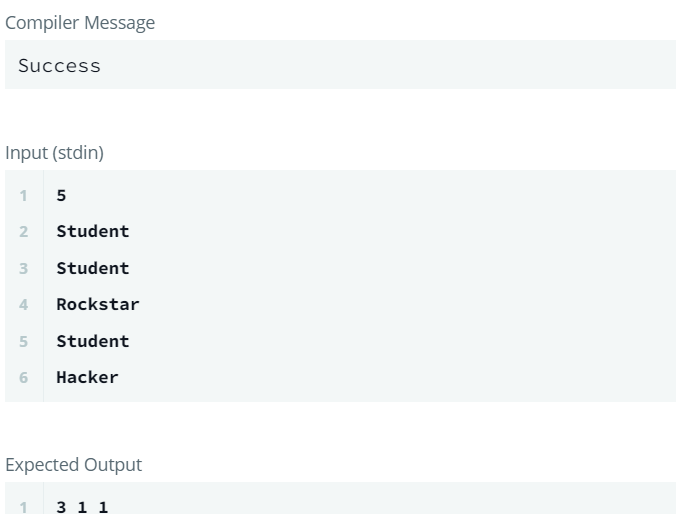 Compiler Message
Success
Input (stdin)
1 5
2 Student
3 Student
4 Rockstar
5 Student
6 Hacker
Expected Output
1 3 1 1